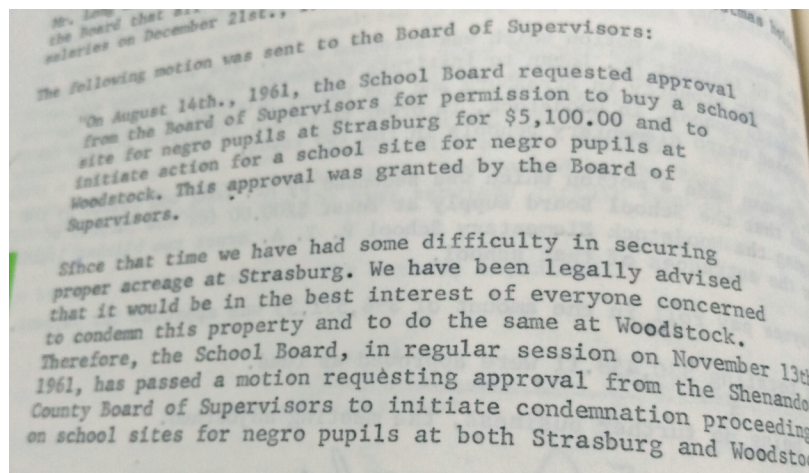 Mr. Long
the Board that all
salaries on December 21st.,
The following motion was sent to the Board of Supervisors:
"On August 14th., 1961, the School Board requested approval
from the Board of Supervisors for permission to buy a school
site for negro pupils at Strasburg for $5,100.00 and to
initiate action for a school site for negro pupils at
Woodstock. This approval was granted by the Board of
Supervisors.
Since that time we have had some difficulty in securing
proper acreage at Strasburg. We have been legally advised
that it would be in the best interest of everyone concerned
to condemn this property and to do the same at Woodstock.
Therefore, the School Board, in regular session on November 13th
1961, has passed a motion requesting approval from the Shenando
County Board of Supervisors to initiate condemnation proceeding
on school sites for negro pupils at both Strasburg and Woodsto